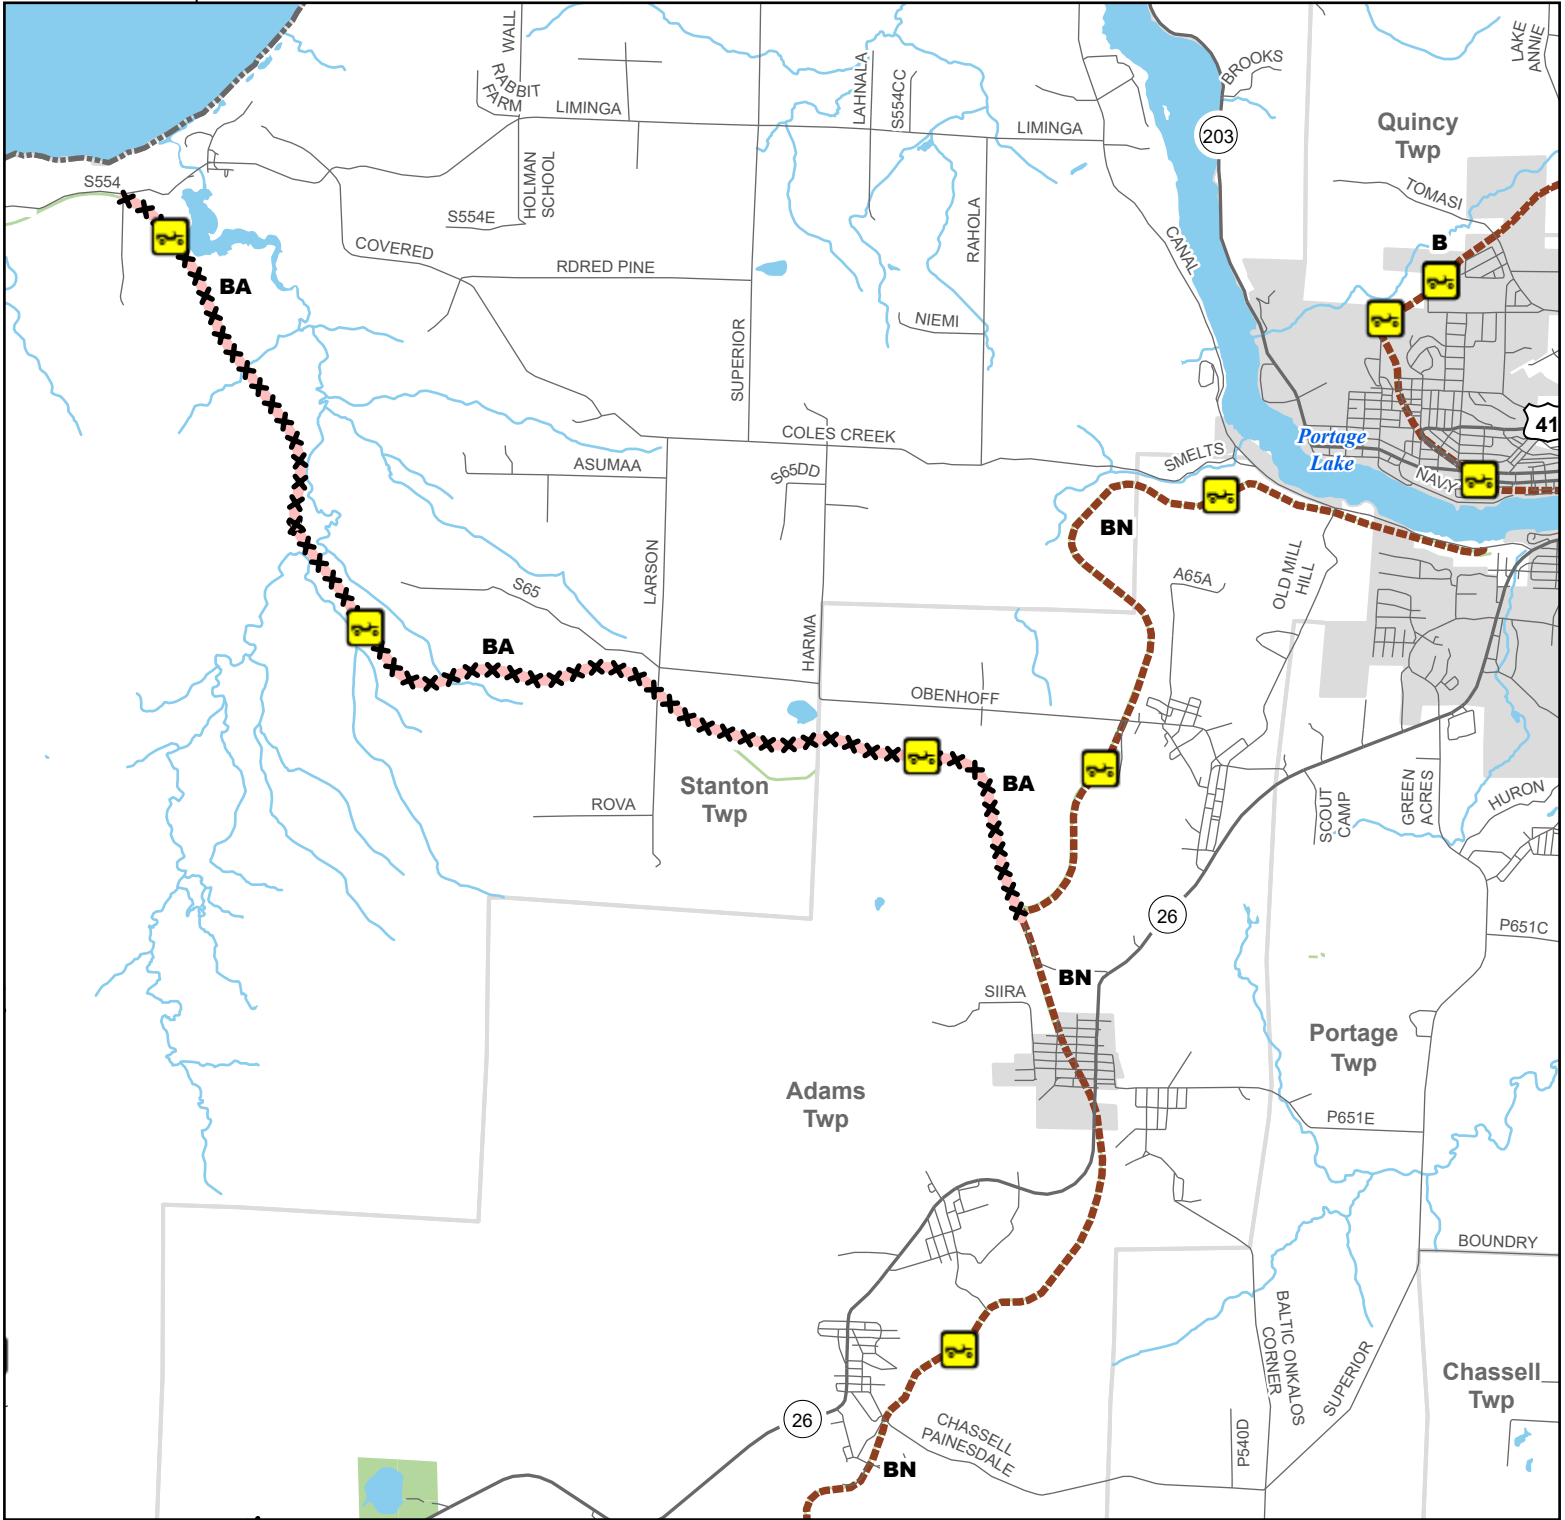 WALL
RABBIT
FARM
LIMINGA
LAHNALA
S554CC
LIMINGA
BROOKS
LAKE
ANNIE
203
Quincy
Twp
TOMASI
S554
HOLMAN
SCHOOL
S554E
COVERED
RDRED PINE
RAHOLA
CANAL
B
BA
NIEMI
SUPERIOR
COLES CREEK
ASUMAA
S65DD
SMELTS
Portage
Lake
41
NAVY
BN
S65
LARSON
HARMA
A65A
OLD MILL
HILL
BA
OBENHOFF
BA
Stanton
Twp
ROVA
SCOUT
CAMP
GREEN
ACRES
HURON
26
P651C
BN
SIIRA
Portage
Twp
Adams
Twp
P651E
BOUNDRY
BALTIC ONKALOS
CORNER
SUPERIOR
Chassell
Twp
26
CHASSELL
PAINESDALE
P540D
BN